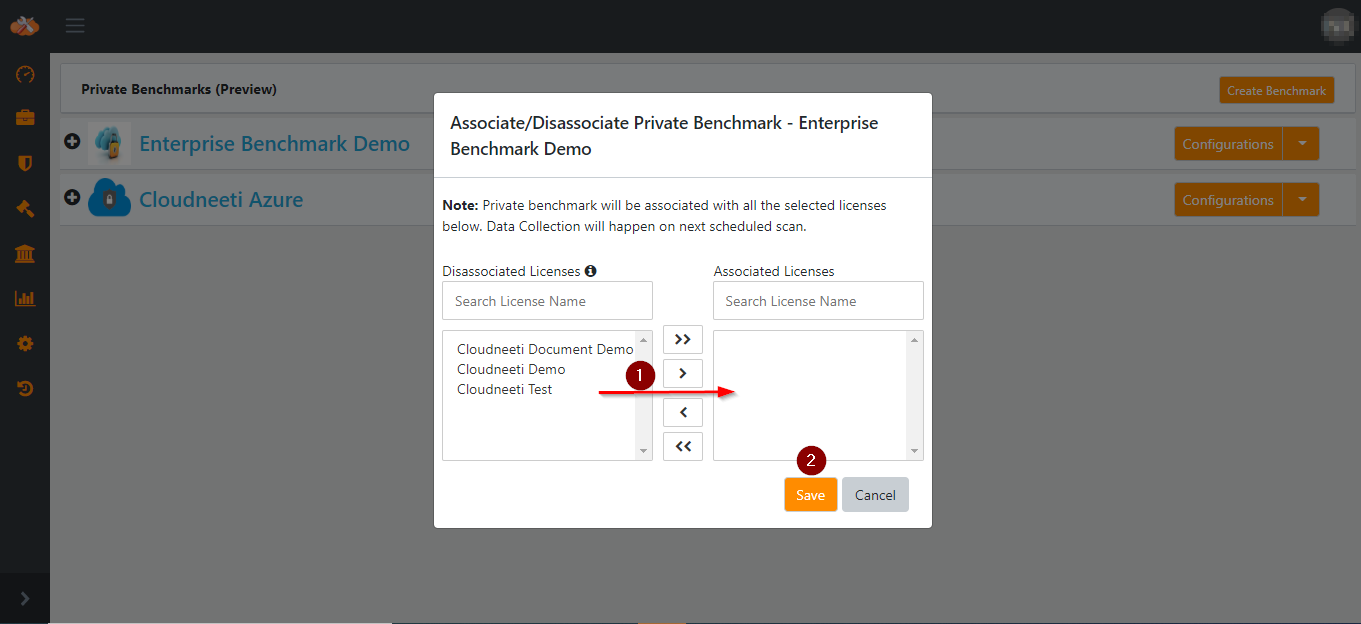 Private Benchmarks (Preview)
Create Benchmark
Enterprise Benchmark Demo
Configurations
Cloudneeti Azure
Configurations
Associate/Disassociate Private Benchmark - Enterprise
Benchmark Demo
Note: Private benchmark will be associated with all the selected licenses
below. Data Collection will happen on next scheduled scan.
Disassociated Licenses
Associated Licenses
Search License Name
Search License Name
Cloudneeti Document Demo
Cloudneeti Demo
Cloudneeti Test
>>
>
<
<<
1
2
Save
Cancel